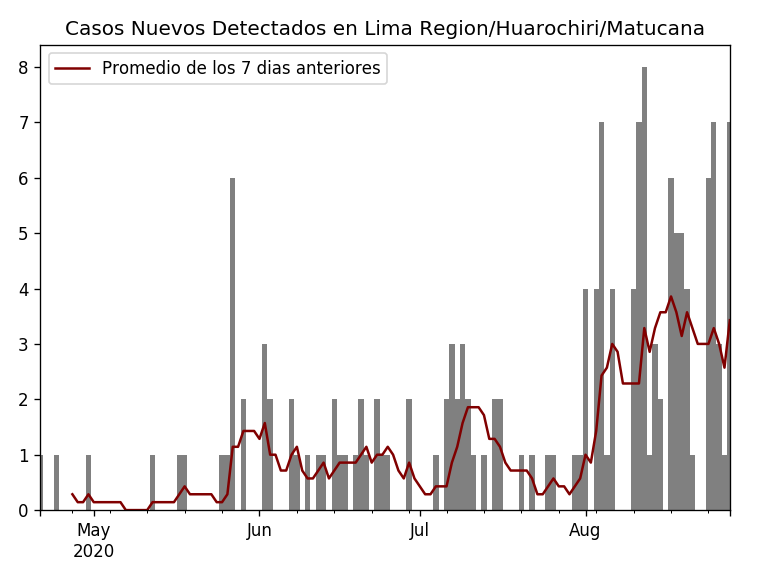 Casos Nuevos Detectados en Lima Region/Huarochiri/Matucana
Promedio de los 7 dias anteriores
8
7
6
5
4
3
2
1
0
May
2020
Jun
Jul
Aug